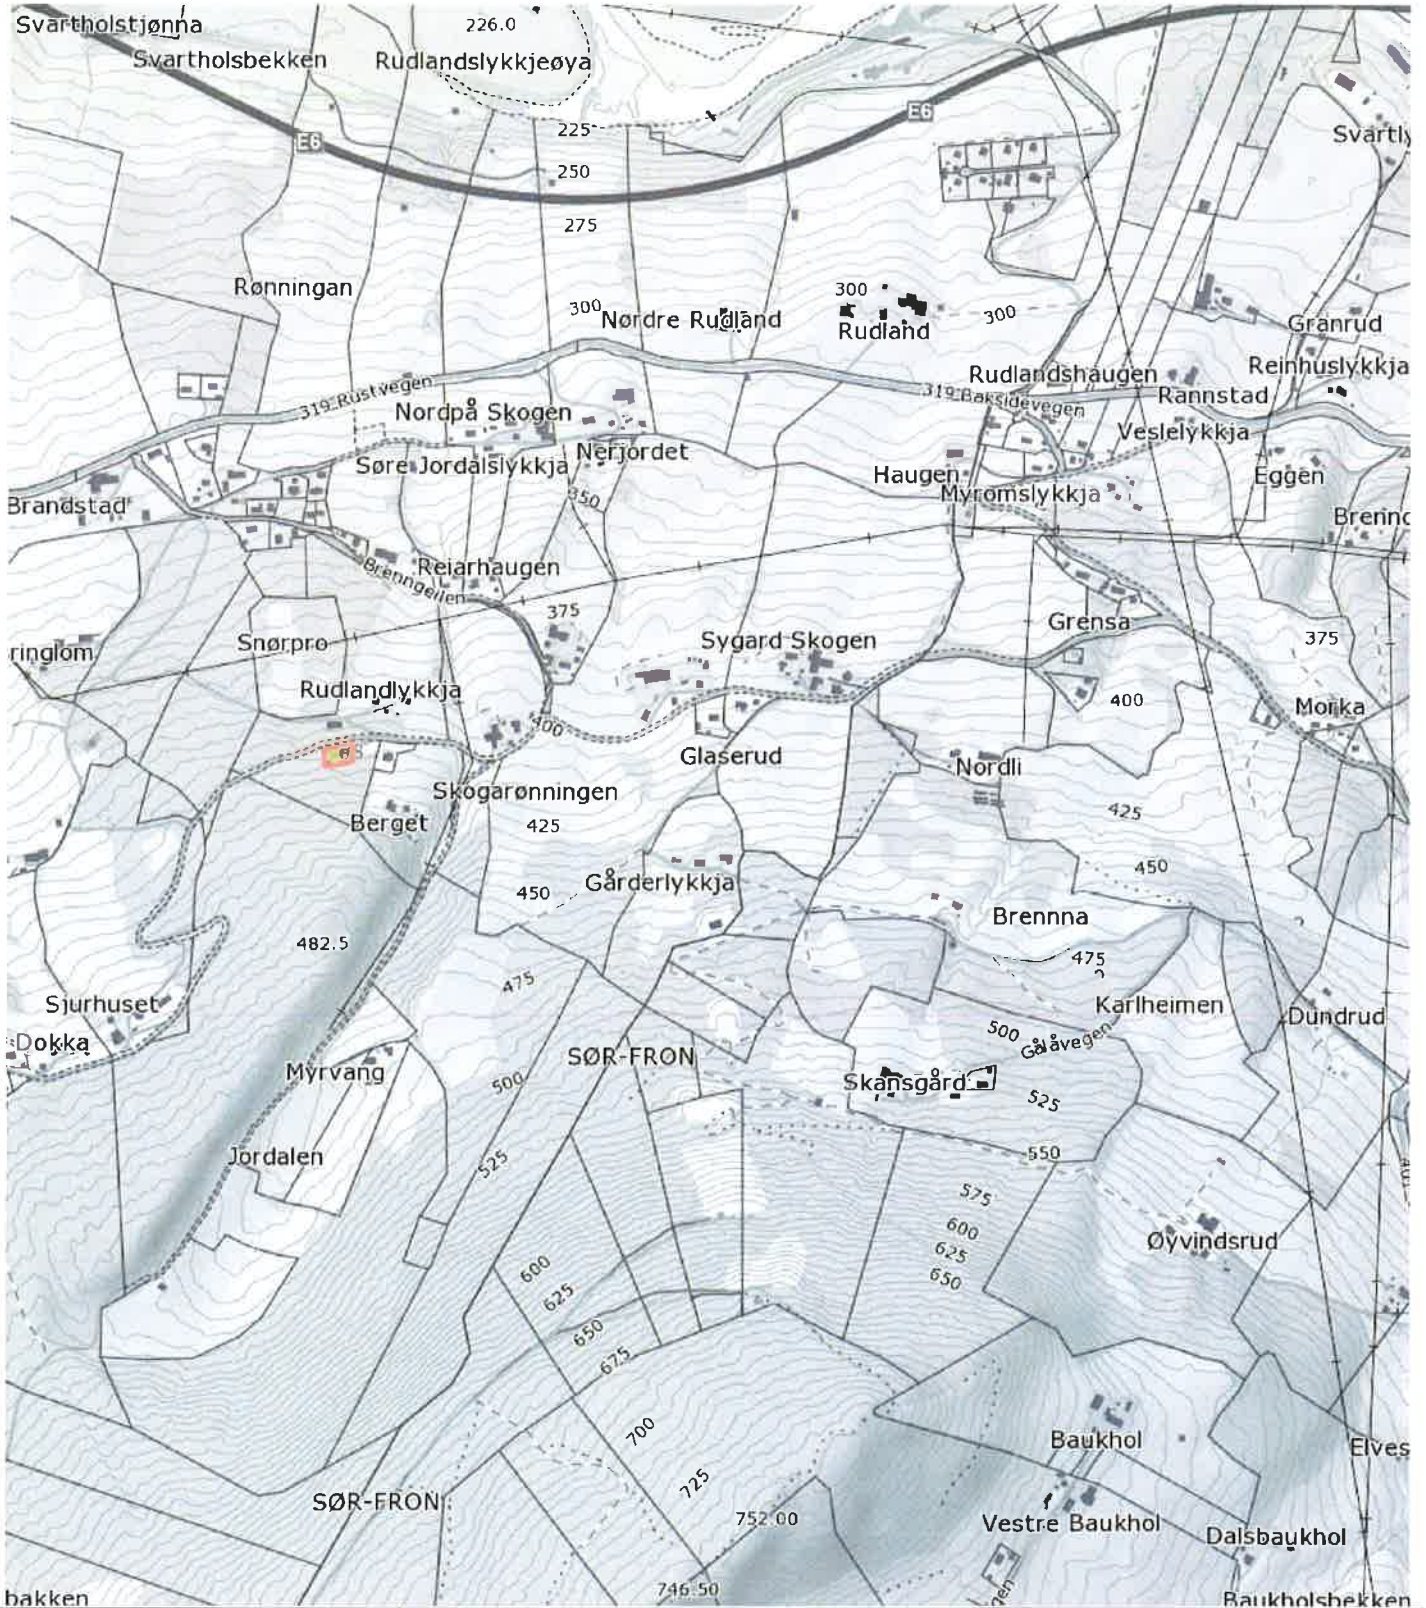 Svartholstjønna
226.0
Svartholsbekken
Rudlandslykkjeøya
E6
E6
225
Svartly
250
275
Rønningan
300
300
Nørdre Rudland
Rudland
300
Granrud
Reinhuslykkja
Rudlandshaugen
319 Rustvegen
319 Baksidevegen
Rannstad
Nordpå Skogen
Veslelykkja
Nerjordet
Søre Jordalslykkja
Haugen
Eggen
Myromslykkja
350
Brandstad
Brenngeilen
Reiarhaugen
375
Grensa
Snørpro
Sygard Skogen
375
ringlom
Rudlandlykkja
400
Morka
400
Glaserud
Nordli
Skogarønningen
Berget
425
425
450
Gårderlykkja
450
Brennna
482.5
475
475
Sjurhuset
Karlheimen
Dundrud
Dokka
500
Gålåvegen
SØR-FRON
Myrvang
500
Skansgård
525
Jordalen
525
550
575
600
625
650
Øyvindsrud
600
625
650
675
700
Baukhol
Elves
725
SØR-FRON
752.00
Vestre Baukhol
Dalsbaukhol
746.50
bakken
Baukholsbekken